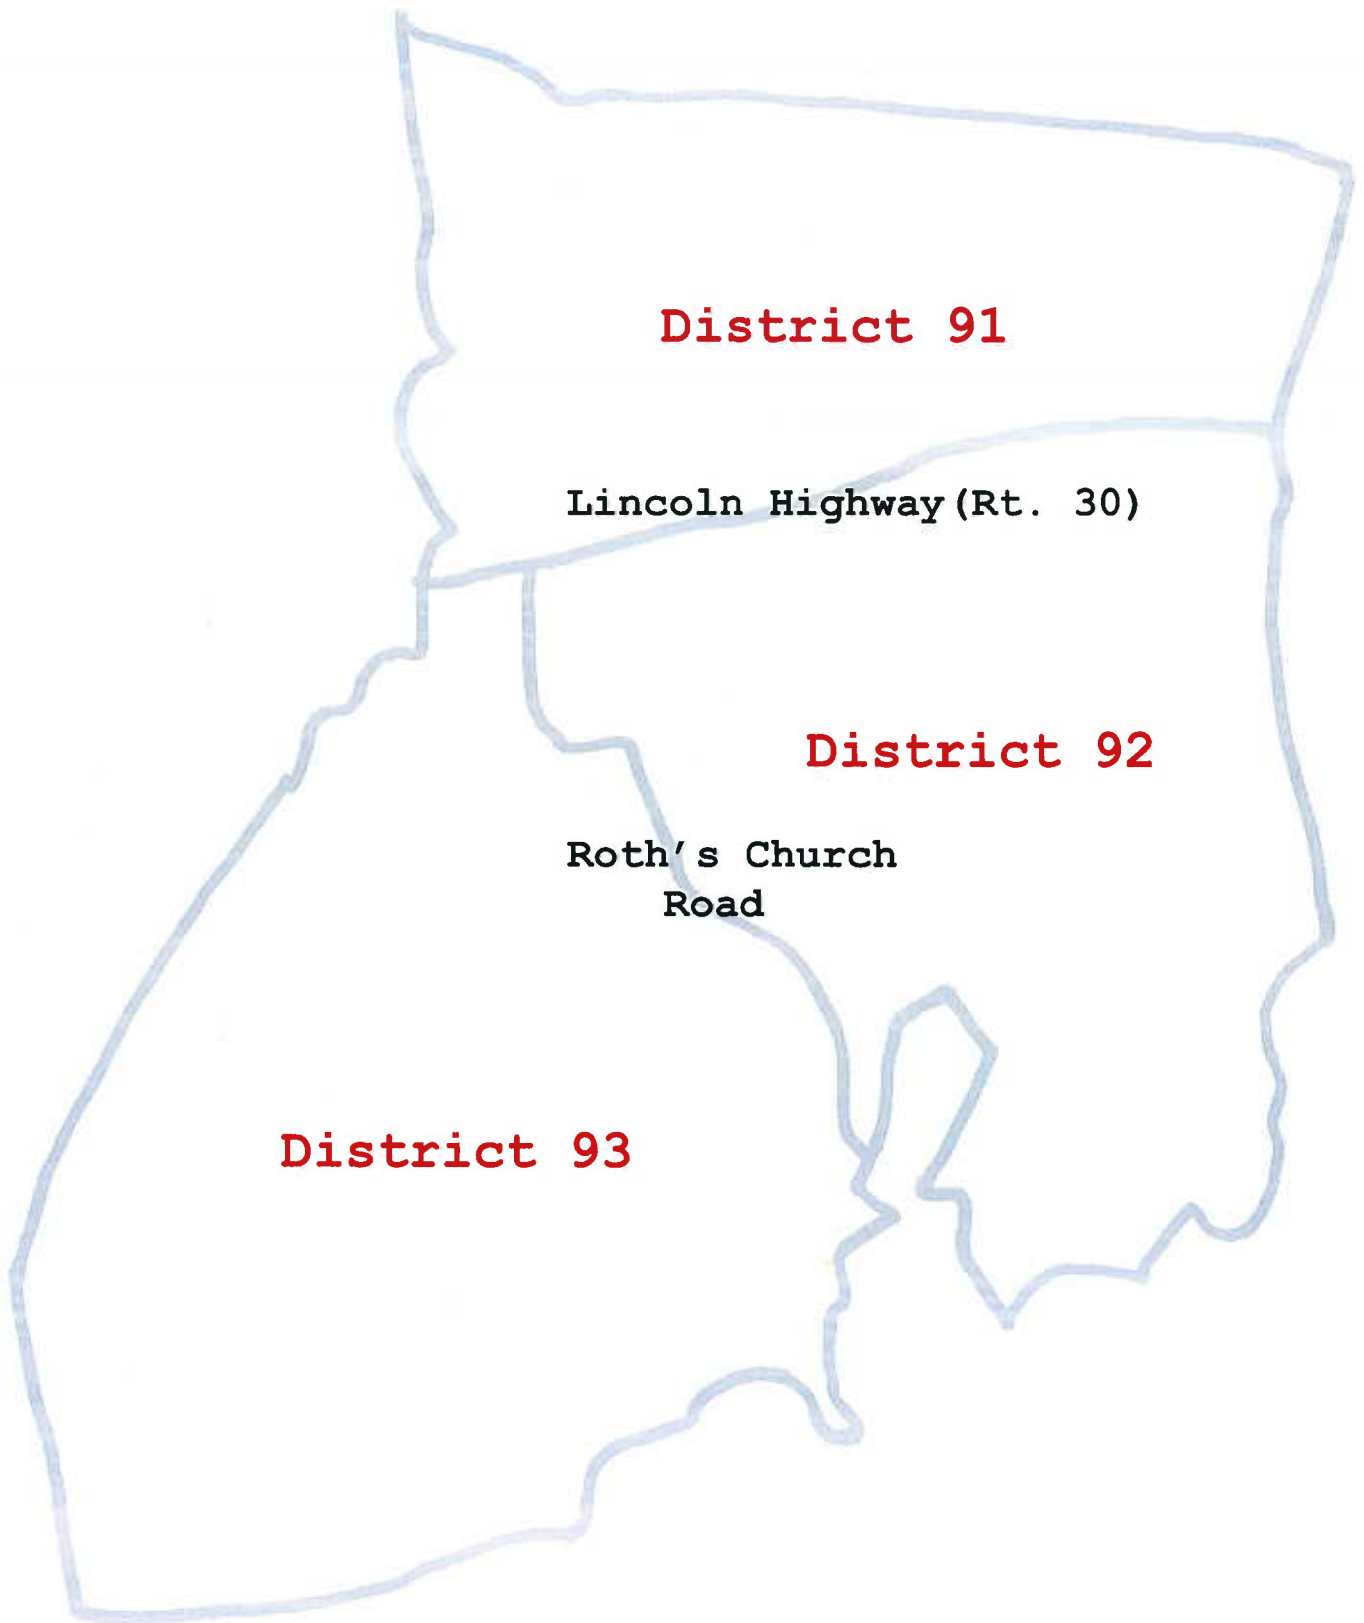 District 91
Lincoln Highway(Rt. 30)
District 92
Roth's Church
Road
District 93